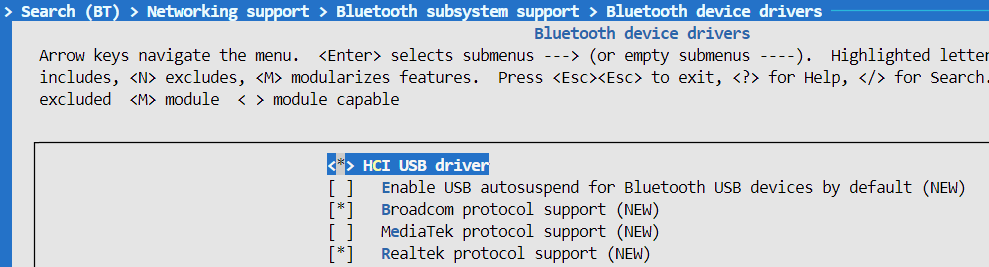 > Search (BT) > Networking support > Bluetooth subsystem support > Bluetooth device drivers
Bluetooth device drivers
Arrow keys navigate the menu.  <Enter> selects submenus ---> (or empty submenus ----).  Highlighted letter
includes, <N> excludes, <M> modularizes features.  Press <Esc><Esc> to exit, <?> for Help, </> for Search.
excluded  <M> module  < > module capable
<*> HCI USB driver
[ ]   Enable USB autosuspend for Bluetooth USB devices by default (NEW)
[*]   Broadcom protocol support (NEW)
[ ]   MediaTek protocol support (NEW)
[*]   Realtek protocol support (NEW)